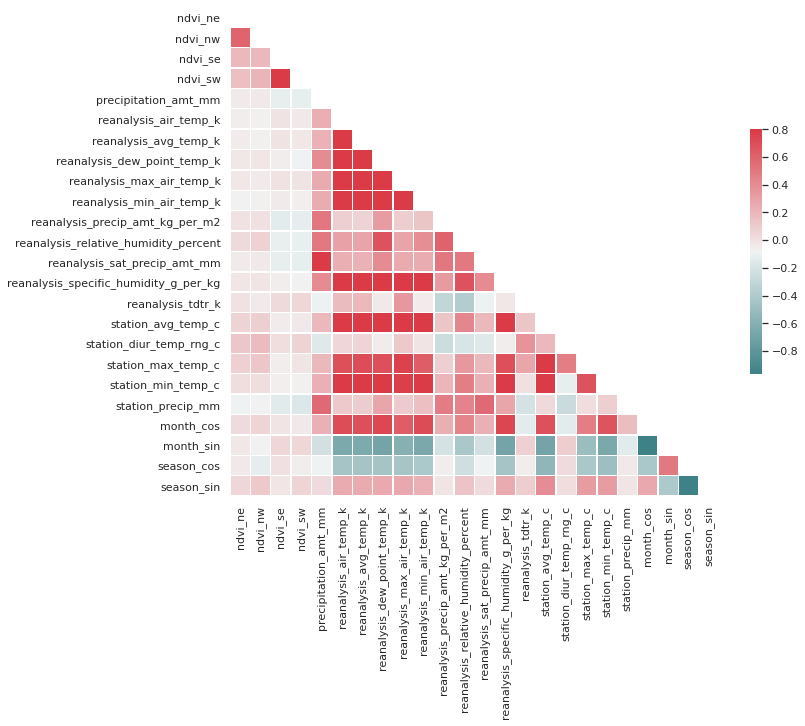 ndvi_ne
ndvi_nw
ndvi_se
ndvi_sw
precipitation_amt_mm
reanalysis_air_temp_k
reanalysis_avg_temp_k
reanalysis_dew_point_temp_k
reanalysis_max_air_temp_k
reanalysis_min_air_temp_k
reanalysis_precip_amt_kg_per_m2
reanalysis_relative_humidity_percent
reanalysis_sat_precip_amt_mm
reanalysis_specific_humidity_g_per_kg
reanalysis_tdtr_k
station_avg_temp_c
station_diur_temp_rng_c
station_max_temp_c
station_min_temp_c
station_precip_mm
month_cos
month_sin
season_cos
season_sin
ndvi_ne
ndvi_nw
ndvi_se
ndvi_sw
precipitation_amt_mm
reanalysis_air_temp_k
reanalysis_avg_temp_k
reanalysis_dew_point_temp_k
reanalysis_max_air_temp_k
reanalysis_min_air_temp_k
reanalysis_precip_amt_kg_per_m2
reanalysis_relative_humidity_percent
reanalysis_sat_precip_amt_mm
reanalysis_specific_humidity_g_per_kg
reanalysis_tdtr_k
station_avg_temp_c
station_diur_temp_rng_c
station_max_temp_c
station_min_temp_c
station_precip_mm
month_cos
month_sin
season_cos
season_sin
0.8
0.6
0.4
0.2
0.0
−0.2
−0.4
−0.6
−0.8